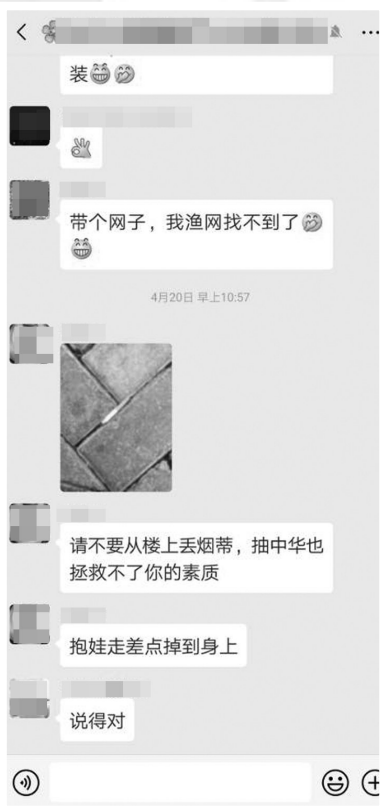 装
带个网子，我渔网找不到了
4月20日 早上10:57
请不要从楼上丢烟蒂，抽中华也
拯救不了你的素质
抱娃走差点掉到身上
说得对